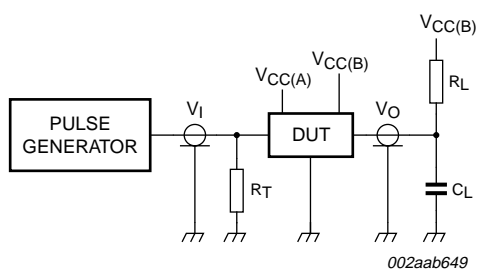 VCC(B)
VCC(A)
VCC(B)
RL
PULSE
GENERATOR
VI
DUT
VO
RT
CL
002aab649